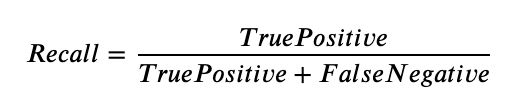 Recall = TruePositive / TruePositive + FalseNegative